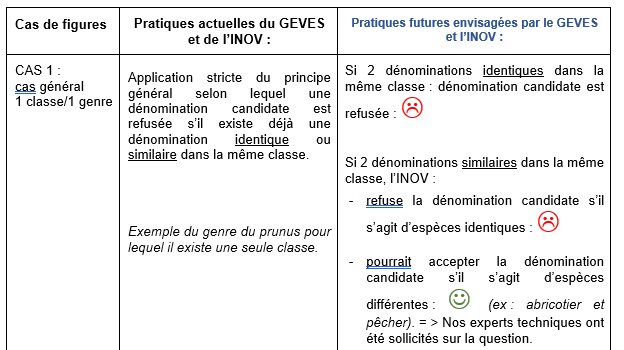 Cas de figures
Pratiques actuelles du GEVES
et de l'INOV :
Pratiques futures envisagées par le GEVES
et l'INOV :
CAS 1 :
cas général
1 classe/1 genre
Application stricte du principe
général selon lequel une
dénomination candidate est
refusée s'il existe déjà une
dénomination identique ou
similaire dans la même classe.
Exemple du genre du prunus pour
lequel il existe une seule classe.
Si 2 dénominations identiques dans la
même classe : dénomination candidate est
refusée :
Si 2 dénominations similaires dans la même
classe, l'INOV :
- refuse la dénomination candidate s'il
s'agit d'espèces identiques :
- pourrait accepter la dénomination
candidate s'il s'agit d'espèces
différentes : (ex : abricotier et
pêcher). = > Nos experts techniques ont
été sollicités sur la question.